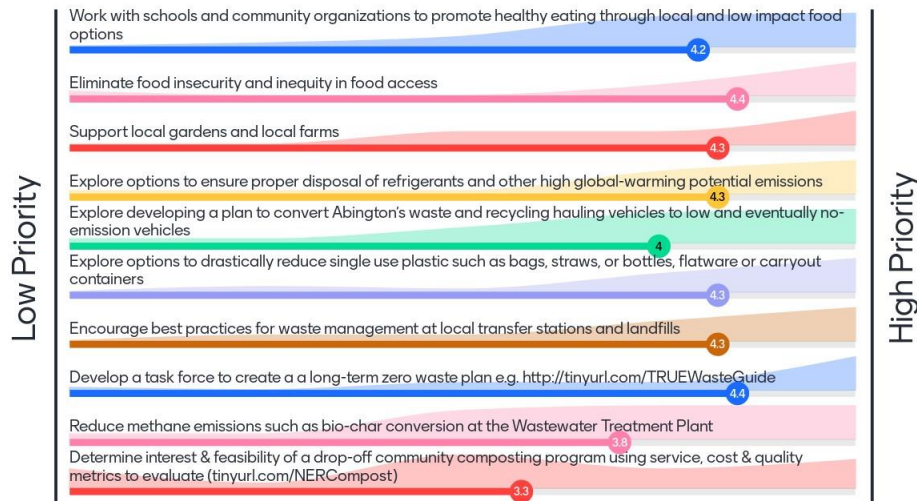 Low Priority
Work with schools and community organizations to promote healthy eating through local and low impact food
options
4.2
Eliminate food insecurity and inequity in food access
4.4
Support local gardens and local farms
4.3
Explore options to ensure proper disposal of refrigerants and other high global-warming potential emissions
4.3
Explore developing a plan to convert Abington's waste and recycling hauling vehicles to low and eventually no-
emission vehicles
4
Explore options to drastically reduce single use plastic such as bags, straws, or bottles, flatware or carryout
containers
4.3
Encourage best practices for waste management at local transfer stations and landfills
4.3
Develop a task force to create a a long-term zero waste plan e.g. http://tinyurl.com/TRUEWasteGuide
4.4
Reduce methane emissions such as bio-char conversion at the Wastewater Treatment Plant
3.8
Determine interest & feasibility of a drop-off community composting program using service, cost & quality
metrics to evaluate (tinyurl.com/NERCompost)
3.3
High Priority